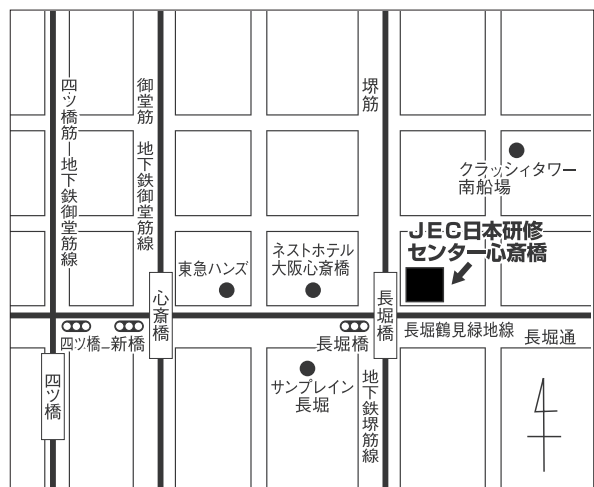 四ツ橋筋
地下鉄御堂筋線
御堂筋
地下鉄御堂筋線
堺筋
クラッシィタワー
南船場
JEC日本研修
センター心斎橋
東急ハンズ
ネストホテル
大阪心斎橋
心斎橋
長堀橋
四ツ橋
新橋
長堀橋
長堀鶴見緑地線
長堀通
四ツ橋
サンプレイン
長堀
地下鉄堺筋線